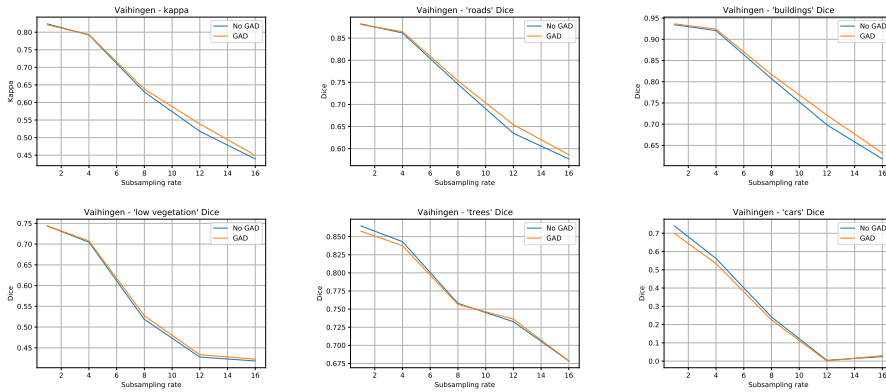 Vaihingen - kappa
No GAD
GAD
0.80
0.75
0.70
0.65
0.60
0.55
0.50
0.45
Kappa
2 4 6 8 10 12 14 16
Subsampling rate
Vaihingen - 'roads' Dice
No GAD
GAD
0.85
0.80
0.75
0.70
0.65
0.60
Dice
2 4 6 8 10 12 14 16
Subsampling rate
Vaihingen - 'buildings' Dice
No GAD
GAD
0.95
0.90
0.85
0.80
0.75
0.70
0.65
Dice
2 4 6 8 10 12 14 16
Subsampling rate
Vaihingen - 'low vegetation' Dice
No GAD
GAD
0.75
0.70
0.65
0.60
0.55
0.50
0.45
Dice
2 4 6 8 10 12 14 16
Subsampling rate
Vaihingen - 'trees' Dice
No GAD
GAD
0.850
0.825
0.800
0.775
0.750
0.725
0.700
0.675
Dice
2 4 6 8 10 12 14 16
Subsampling rate
Vaihingen - 'cars' Dice
No GAD
GAD
0.7
0.6
0.5
0.4
0.3
0.2
0.1
0.0
Dice
2 4 6 8 10 12 14 16
Subsampling rate